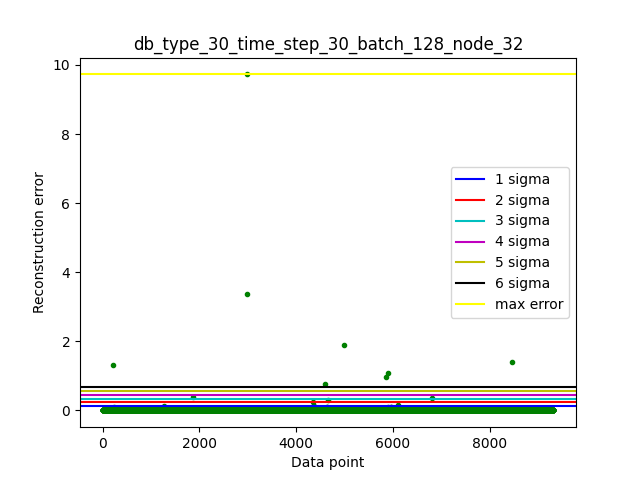 db_type_30_time_step_30_batch_128_node_32
Reconstruction error
10
8
6
4
2
0
1 sigma
2 sigma
3 sigma
4 sigma
5 sigma
6 sigma
max error
0 2000 4000 6000 8000
Data point